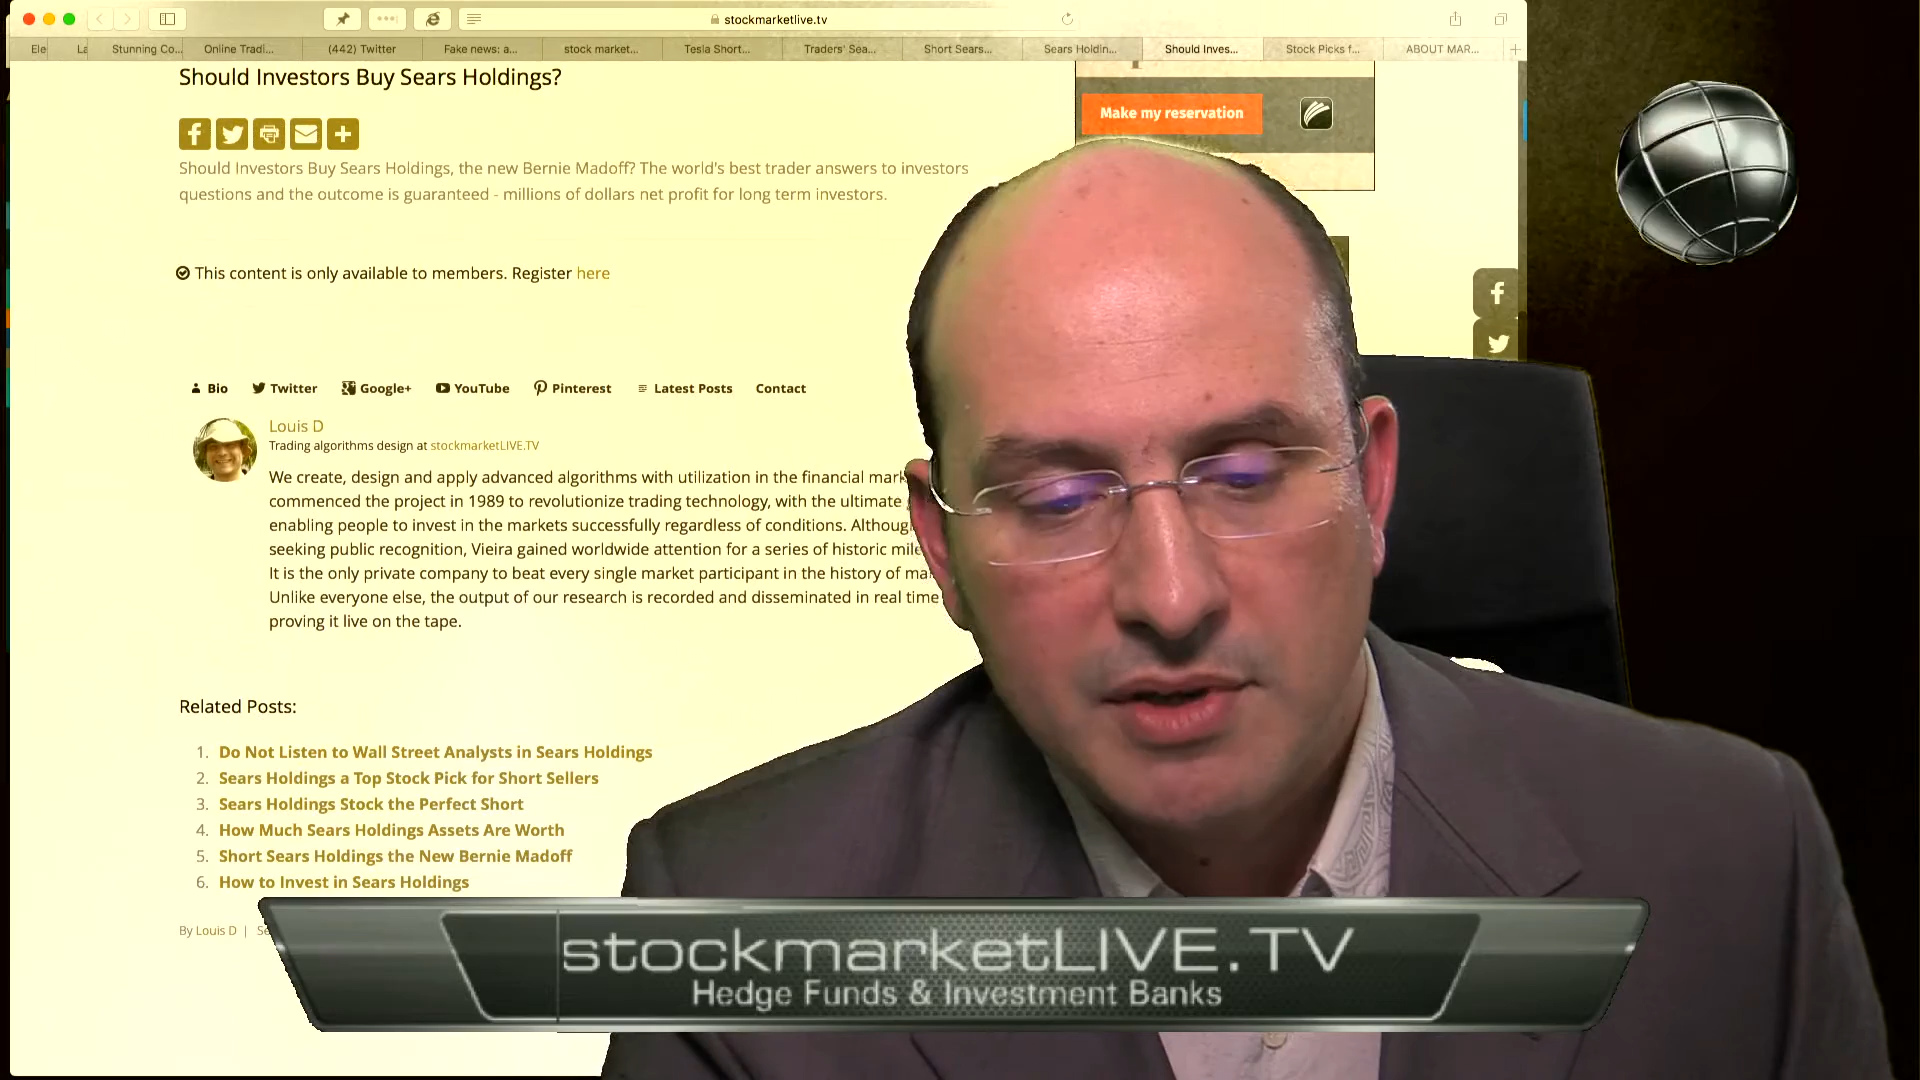 stockmarketlive.tv
Ele
La
Stunning Co...
Online Tradi...
(442) Twitter
Fake news: a...
stock market...
Tesla Short...
Traders' Sea...
Short Sears...
Sears Holdin...
Should Inves...
Stock Picks f...
ABOUT MAR...
Should Investors Buy Sears Holdings?
Make my reservation
Should Investors Buy Sears Holdings, the new Bernie Madoff? The world's best trader answers to investors
questions and the outcome is guaranteed - millions of dollars net profit for long term investors.
This content is only available to members. Register here
Bio
Twitter
Google+
YouTube
Pinterest
Latest Posts
Contact
Louis D
Trading algorithms design at stockmarketLIVE.TV
We create, design and apply advanced algorithms with utilization in the financial mark
commenced the project in 1989 to revolutionize trading technology, with the ultimate
enabling people to invest in the markets successfully regardless of conditions. Althoug
seeking public recognition, Vieira gained worldwide attention for a series of historic mile
It is the only private company to beat every single market participant in the history of ma
Unlike everyone else, the output of our research is recorded and disseminated in real time
proving it live on the tape.
Related Posts:
1. Do Not Listen to Wall Street Analysts in Sears Holdings
2. Sears Holdings a Top Stock Pick for Short Sellers
3. Sears Holdings Stock the Perfect Short
4. How Much Sears Holdings Assets Are Worth
5. Short Sears Holdings the New Bernie Madoff
6. How to Invest in Sears Holdings
By Louis D | Se
stockmarketLIVE.TV
Hedge Funds & Investment Banks